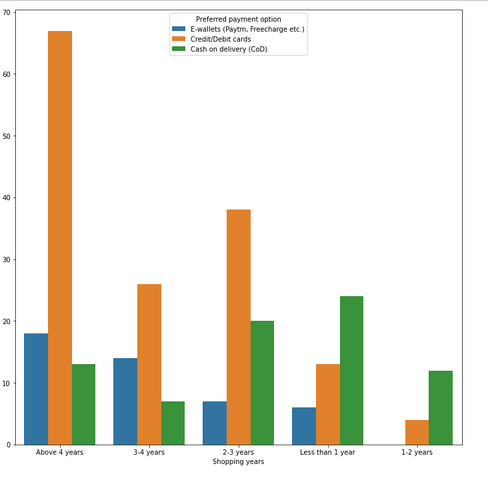 Preferred payment option
E-wallets (Paytm, Freecharge etc.)
Credit/Debit cards
Cash on delivery (CoD)
70
60
50
40
30
20
10
0
Above 4 years
3-4 years
2-3 years
Less than 1 year
1-2 years
Shopping years